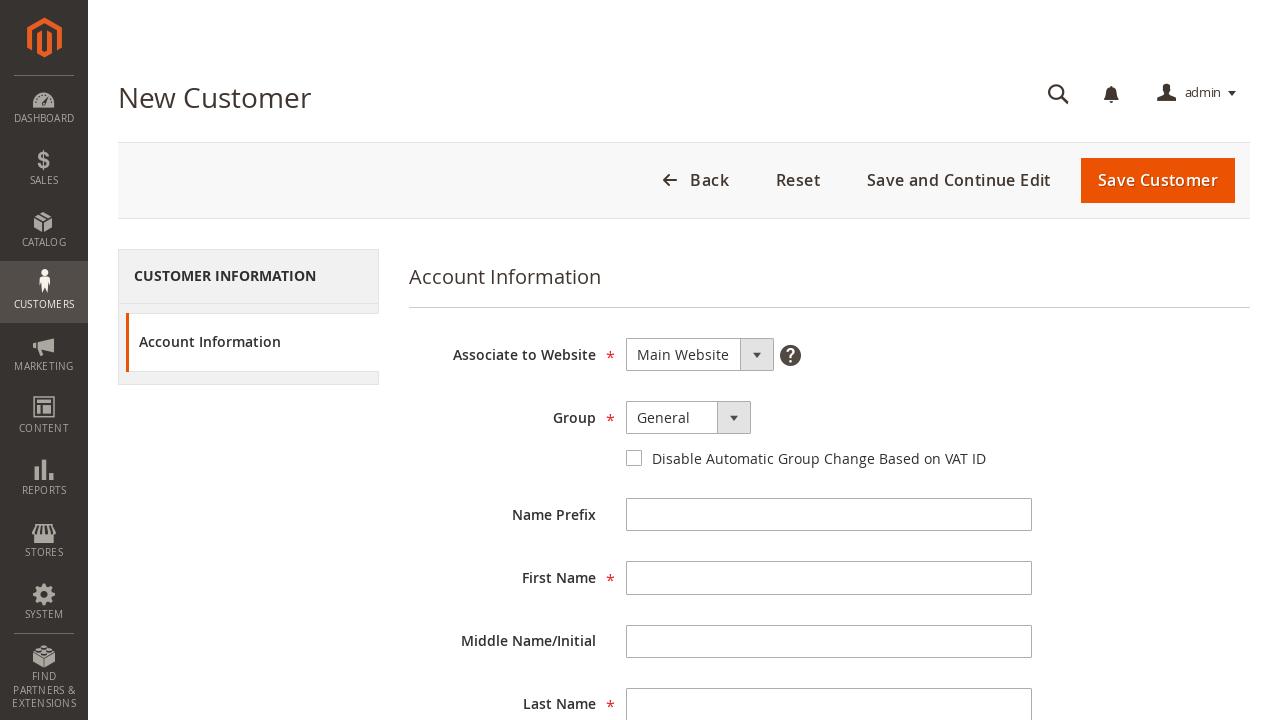 New Customer
admin
DASHBOARD
SALES
CATALOG
CUSTOMERS
MARKETING
CONTENT
REPORTS
STORES
SYSTEM
FIND
PARTNERS &
EXTENSIONS
Back
Reset
Save and Continue Edit
Save Customer
CUSTOMER INFORMATION
Account Information
Account Information
Associate to Website *
Main Website
?
Group *
General
Disable Automatic Group Change Based on VAT ID
Name Prefix
First Name *
Middle Name/Initial
Last Name *